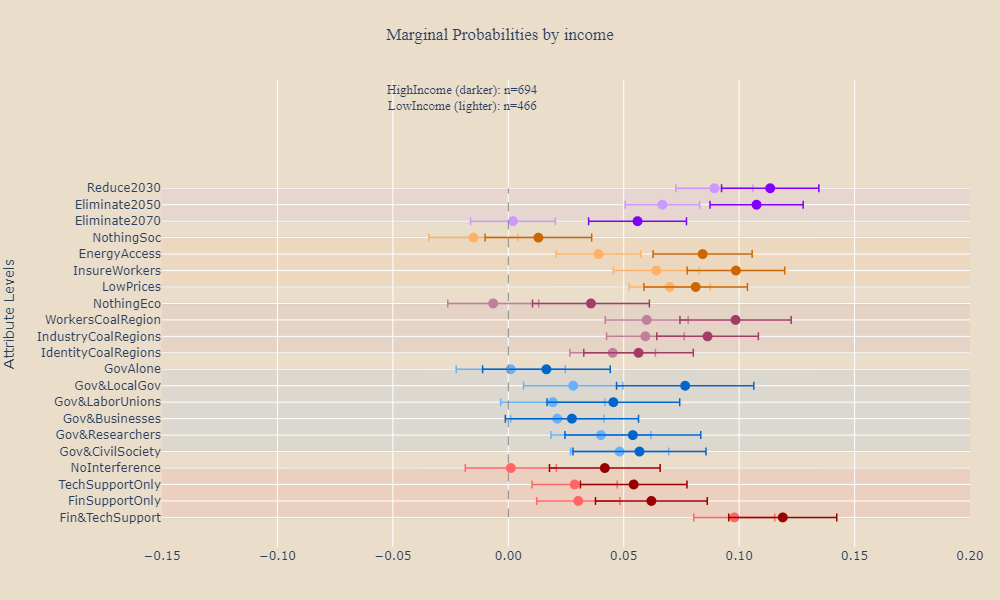 Marginal Probabilities by income
HighIncome (darker): n=694
LowIncome (lighter): n=466
Attribute Levels
Reduce2030
Eliminate2050
Eliminate2070
NothingSoc
EnergyAccess
InsureWorkers
LowPrices
NothingEco
WorkersCoalRegion
IndustryCoalRegions
IdentityCoalRegions
GovAlone
Gov&LocalGov
Gov&LaborUnions
Gov&Businesses
Gov&Researchers
Gov&CivilSociety
NoInterference
TechSupportOnly
FinSupportOnly
Fin&TechSupport
−0.15 −0.10 −0.05 0.00 0.05 0.10 0.15 0.20